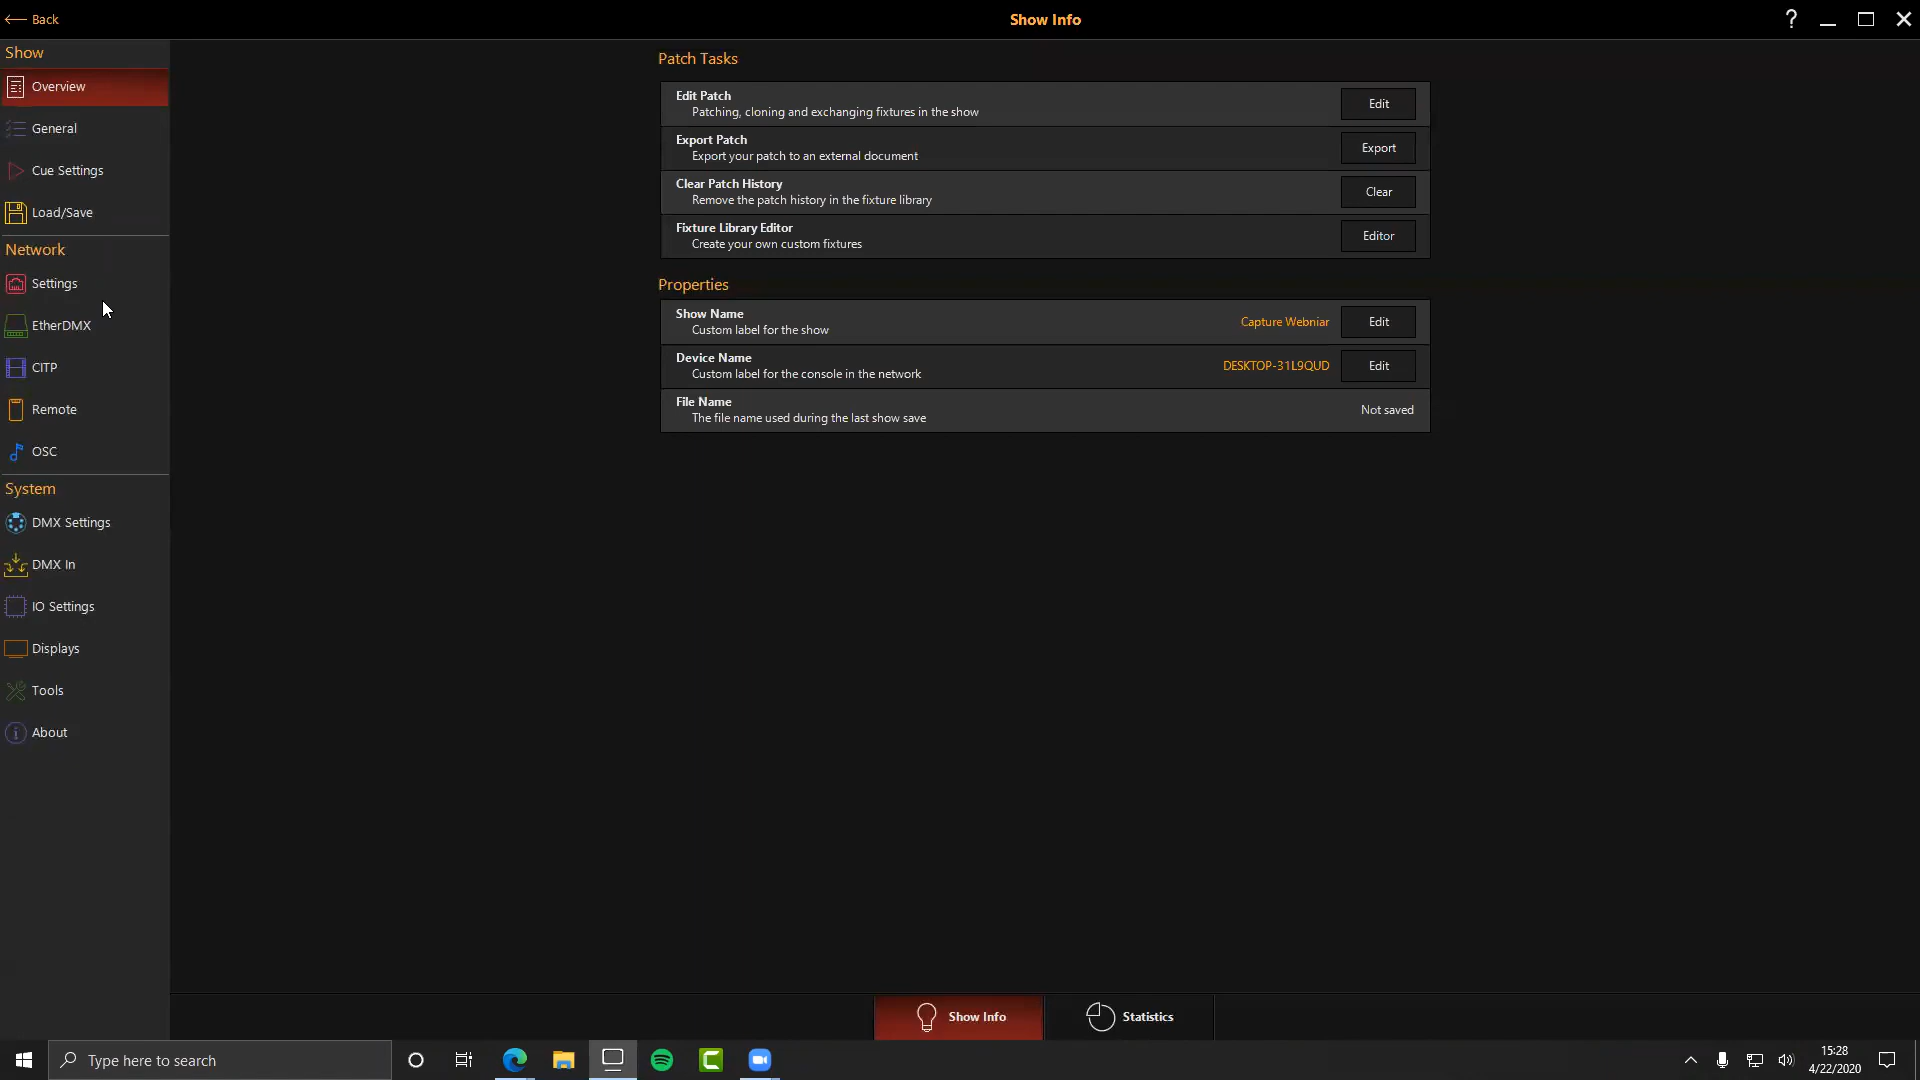 Back
Show Info
?
Show
Overview
General
Cue Settings
Load/Save
Network
Settings
EtherDMX
CITP
Remote
OSC
System
DMX Settings
DMX In
IO Settings
Displays
Tools
About
Patch Tasks
Edit Patch
Patching, cloning and exchanging fixtures in the show
Edit
Export Patch
Export your patch to an external document
Export
Clear Patch History
Remove the patch history in the fixture library
Clear
Fixture Library Editor
Create your own custom fixtures
Editor
Properties
Show Name
Custom label for the show
Capture Webniar
Edit
Device Name
Custom label for the console in the network
DESKTOP-31L9QUD
Edit
File Name
The file name used during the last show save
Not saved
Show Info
Statistics
Type here to search
15:28
4/22/2020